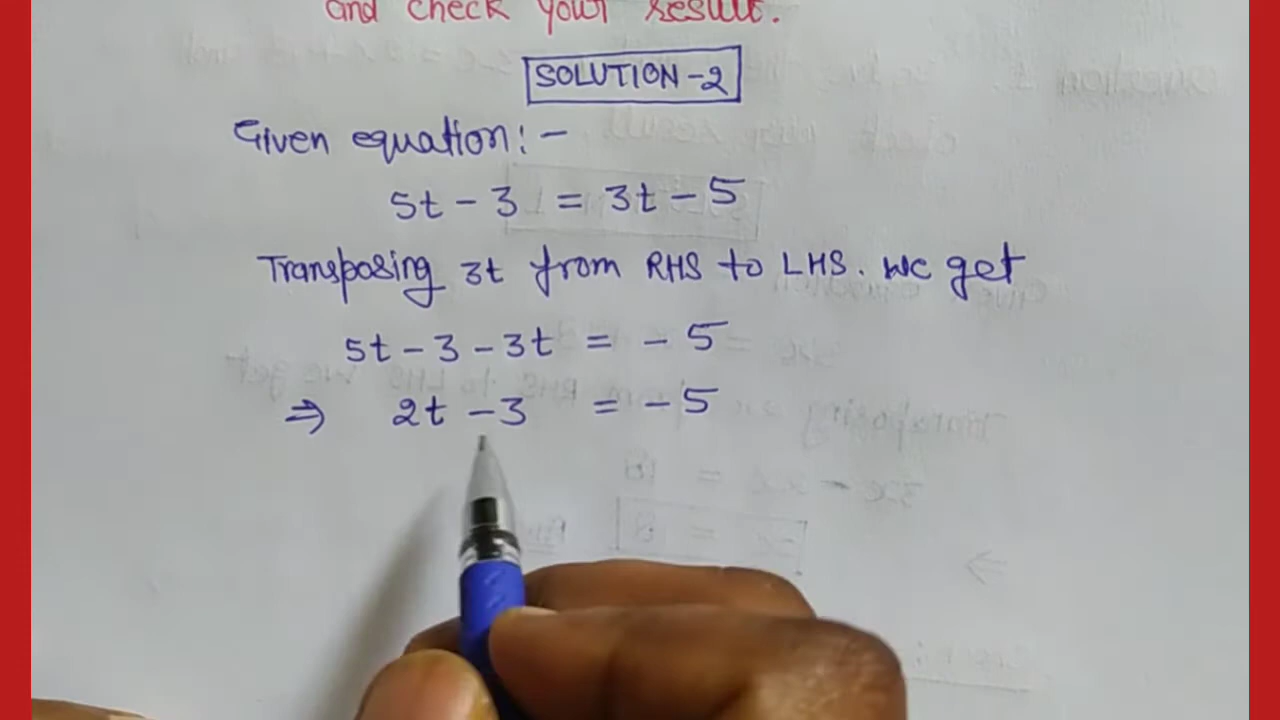 and check your result.
SOLUTION-2
Given equation:-
5t - 3 = 3t - 5
Transposing 3t from RHS to LHS. we get
5t - 3 - 3t = - 5
⇒ 2t - 3 = - 5